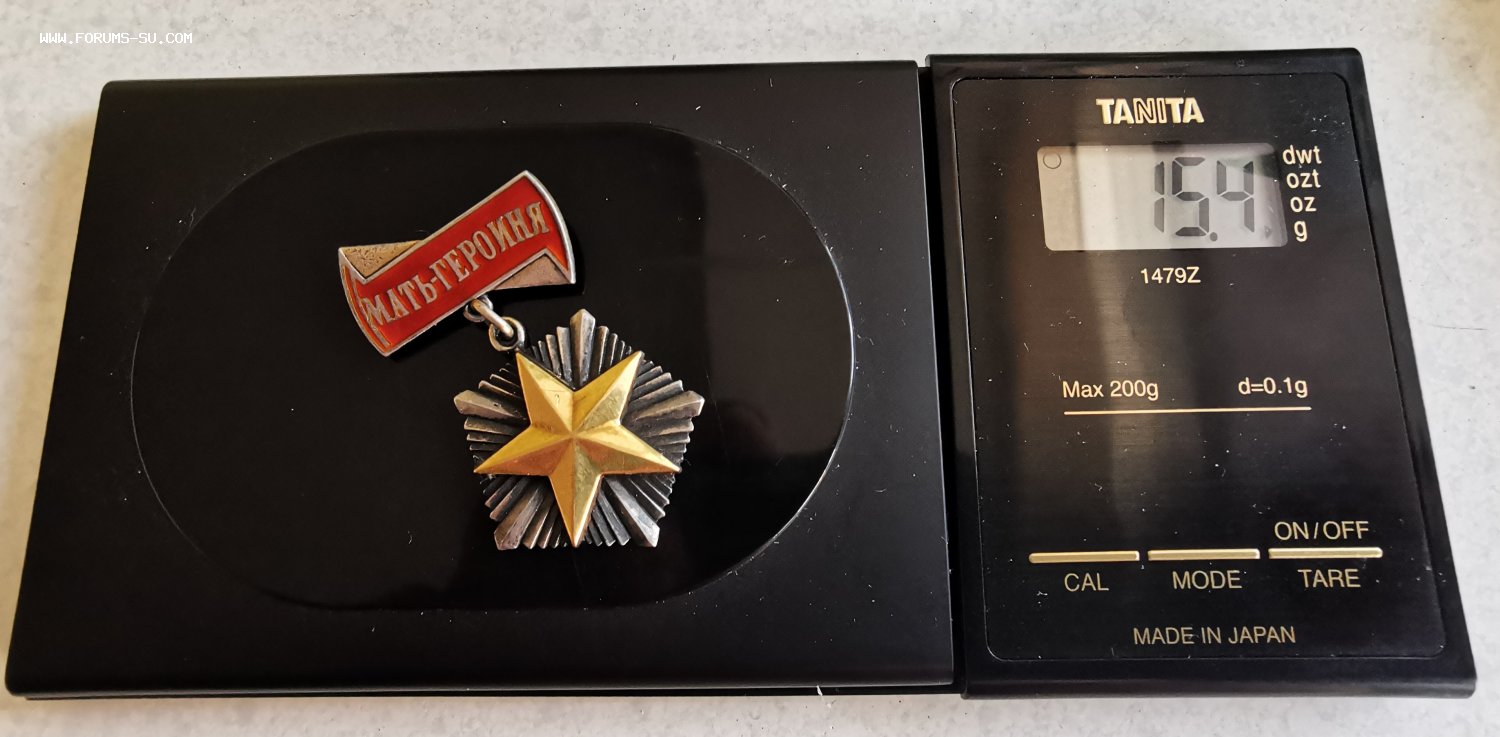 WWW.FORUMS-SU.COM
МАТЬ-ГЕРОИНЯ
TANITA
15.4
dwt
ozt
oz
g
1479Z
Max 200g d=0.1g
ON/OFF
CAL MODE TARE
MADE IN JAPAN